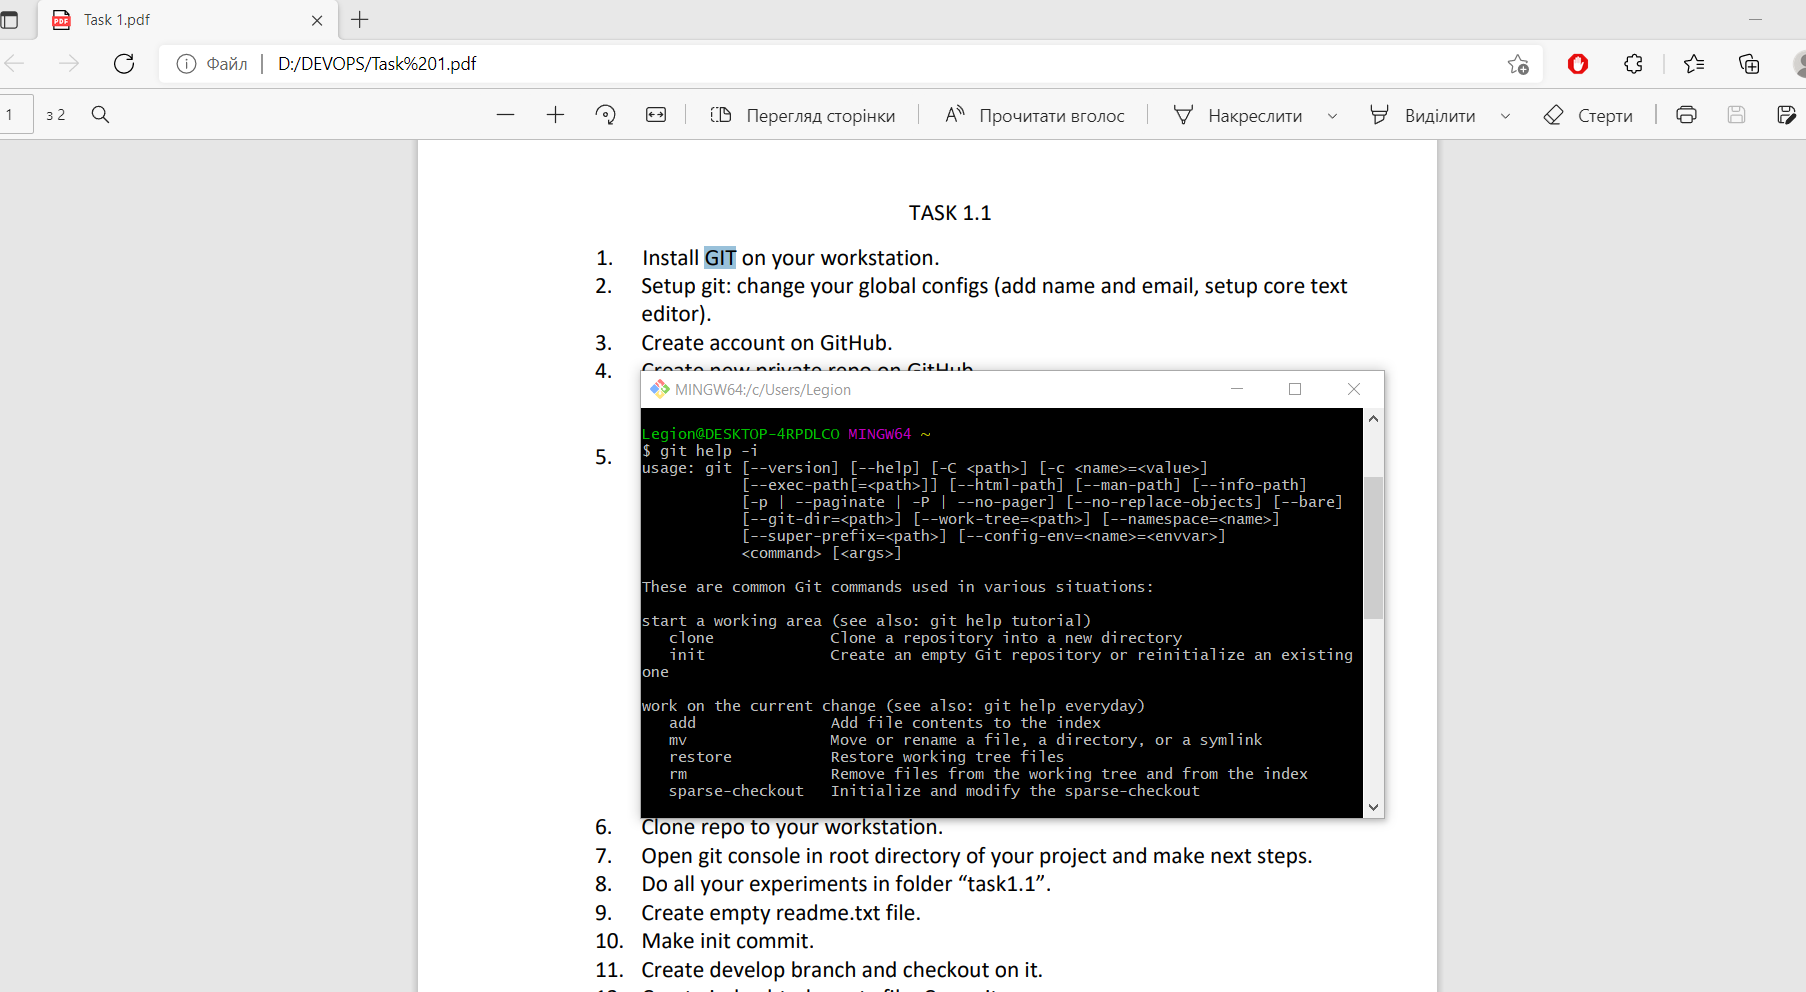 Task 1.pdf
Файл | D:/DEVOPS/Task%201.pdf
1 з 2 Перегляд сторінки Прочитати вголос Накреслити Виділити Стерти
TASK 1.1
1. Install GIT on your workstation.
2. Setup git: change your global configs (add name and email, setup core text
editor).
3. Create account on GitHub.
4. Create new private repo on GitHub
5.
MINGW64:/c/Users/Legion
Legion@DESKTOP-4RPDLCO MINGW64 ~
$ git help -i
usage: git [--version] [--help] [-C <path>] [-c <name>=<value>]
[--exec-path[=<path>]] [--html-path] [--man-path] [--info-path]
[-p | --paginate | -P | --no-pager] [--no-replace-objects] [--bare]
[--git-dir=<path>] [--work-tree=<path>] [--namespace=<name>]
[--super-prefix=<path>] [--config-env=<name>=<envvar>]
<command> [<args>]
These are common Git commands used in various situations:
start a working area (see also: git help tutorial)
clone Clone a repository into a new directory
init Create an empty Git repository or reinitialize an existing
one
work on the current change (see also: git help everyday)
add Add file contents to the index
mv Move or rename a file, a directory, or a symlink
restore Restore working tree files
rm Remove files from the working tree and from the index
sparse-checkout Initialize and modify the sparse-checkout
6. Clone repo to your workstation.
7. Open git console in root directory of your project and make next steps.
8. Do all your experiments in folder “task1.1”.
9. Create empty readme.txt file.
10. Make init commit.
11. Create develop branch and checkout on it.